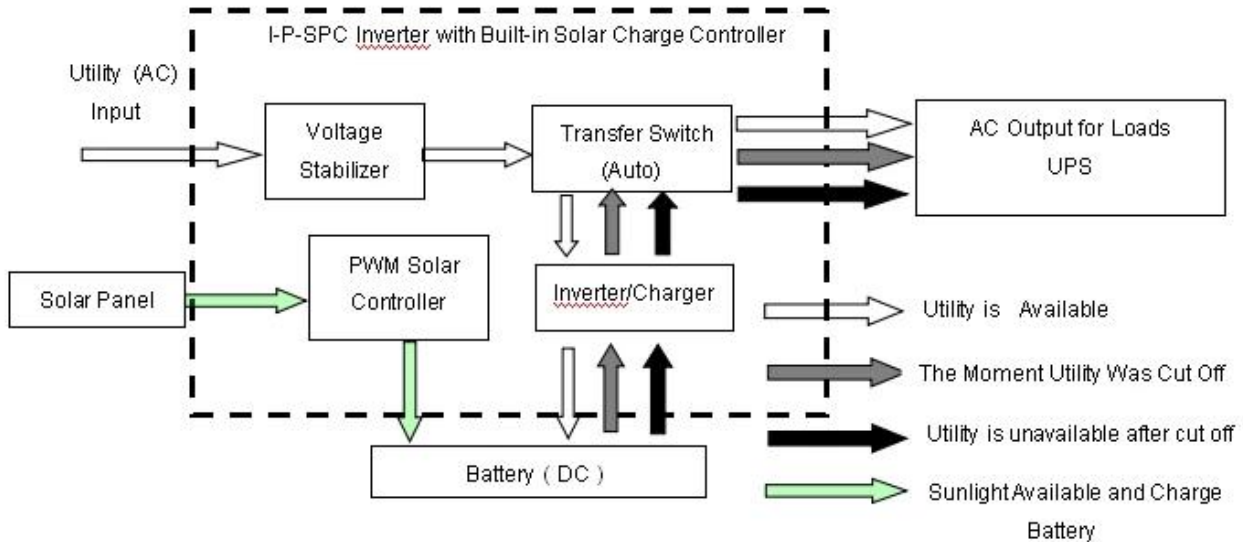 I-P-SPC Inverter with Built-in Solar Charge Controller
Utility (AC)
Input
Voltage
Stabilizer
Transfer Switch
(Auto)
AC Output for Loads
UPS
Solar Panel
PWM Solar
Controller
Inverter/Charger
Battery ( DC )
Utility is Available
The Moment Utility Was Cut Off
Utility is unavailable after cut off
Sunlight Available and Charge
Battery